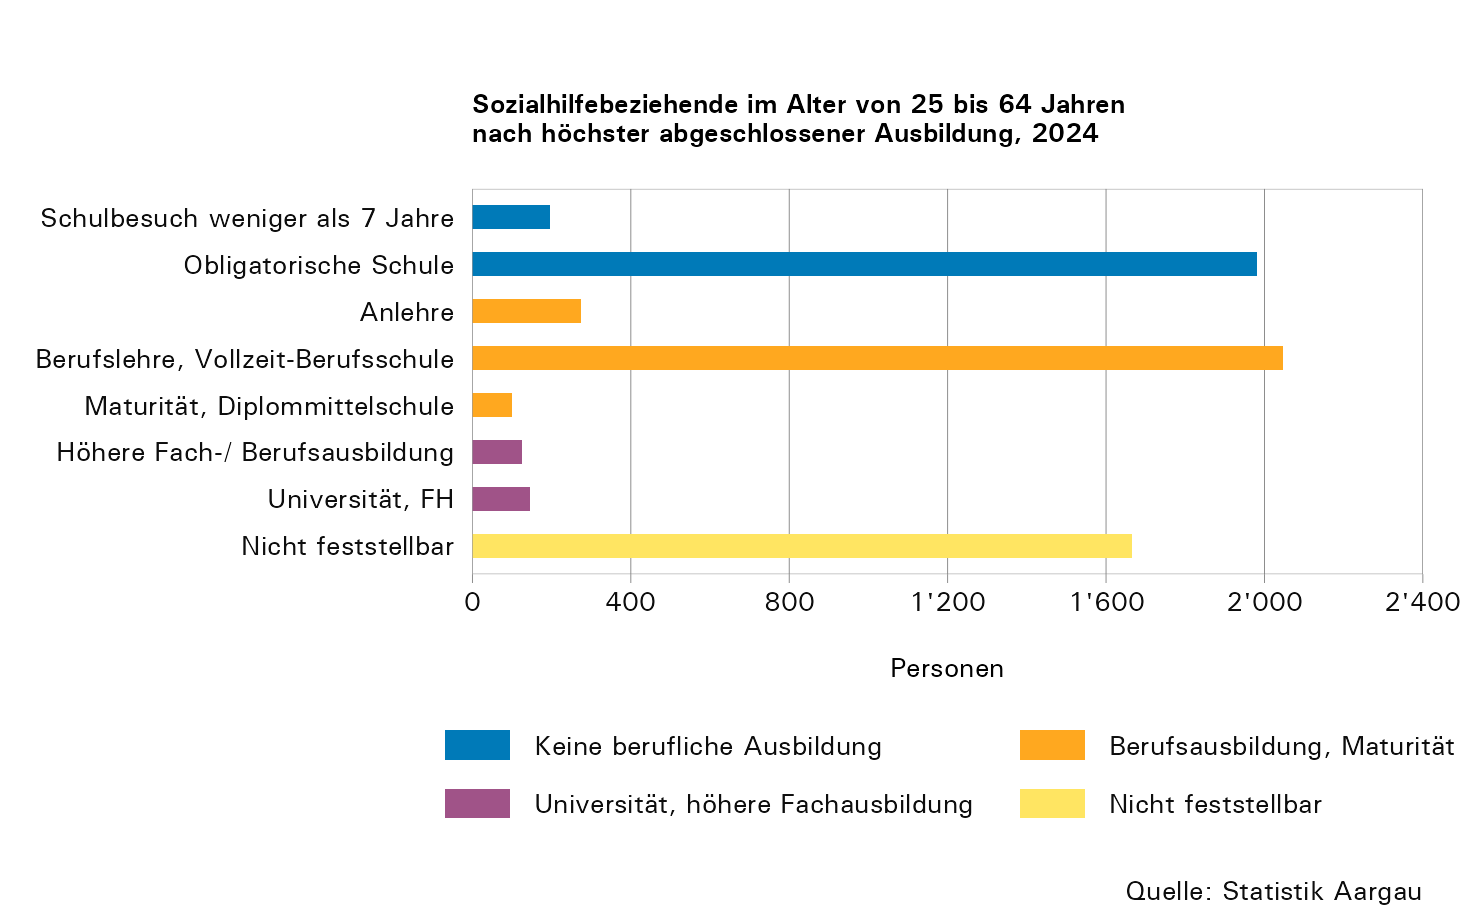 Sozialhilfebeziehende im Alter von 25 bis 64 Jahren
nach höchster abgeschlossener Ausbildung, 2024
Schulbesuch weniger als 7 Jahre
Obligatorische Schule
Anlehre
Berufslehre, Vollzeit-Berufsschule
Maturität, Diplommittelschule
Höhere Fach-/ Berufsausbildung
Universität, FH
Nicht feststellbar
0 400 800 1'200 1'600 2'000 2'400
Personen
Keine berufliche Ausbildung
Berufsausbildung, Maturität
Universität, höhere Fachausbildung
Nicht feststellbar
Quelle: Statistik Aargau